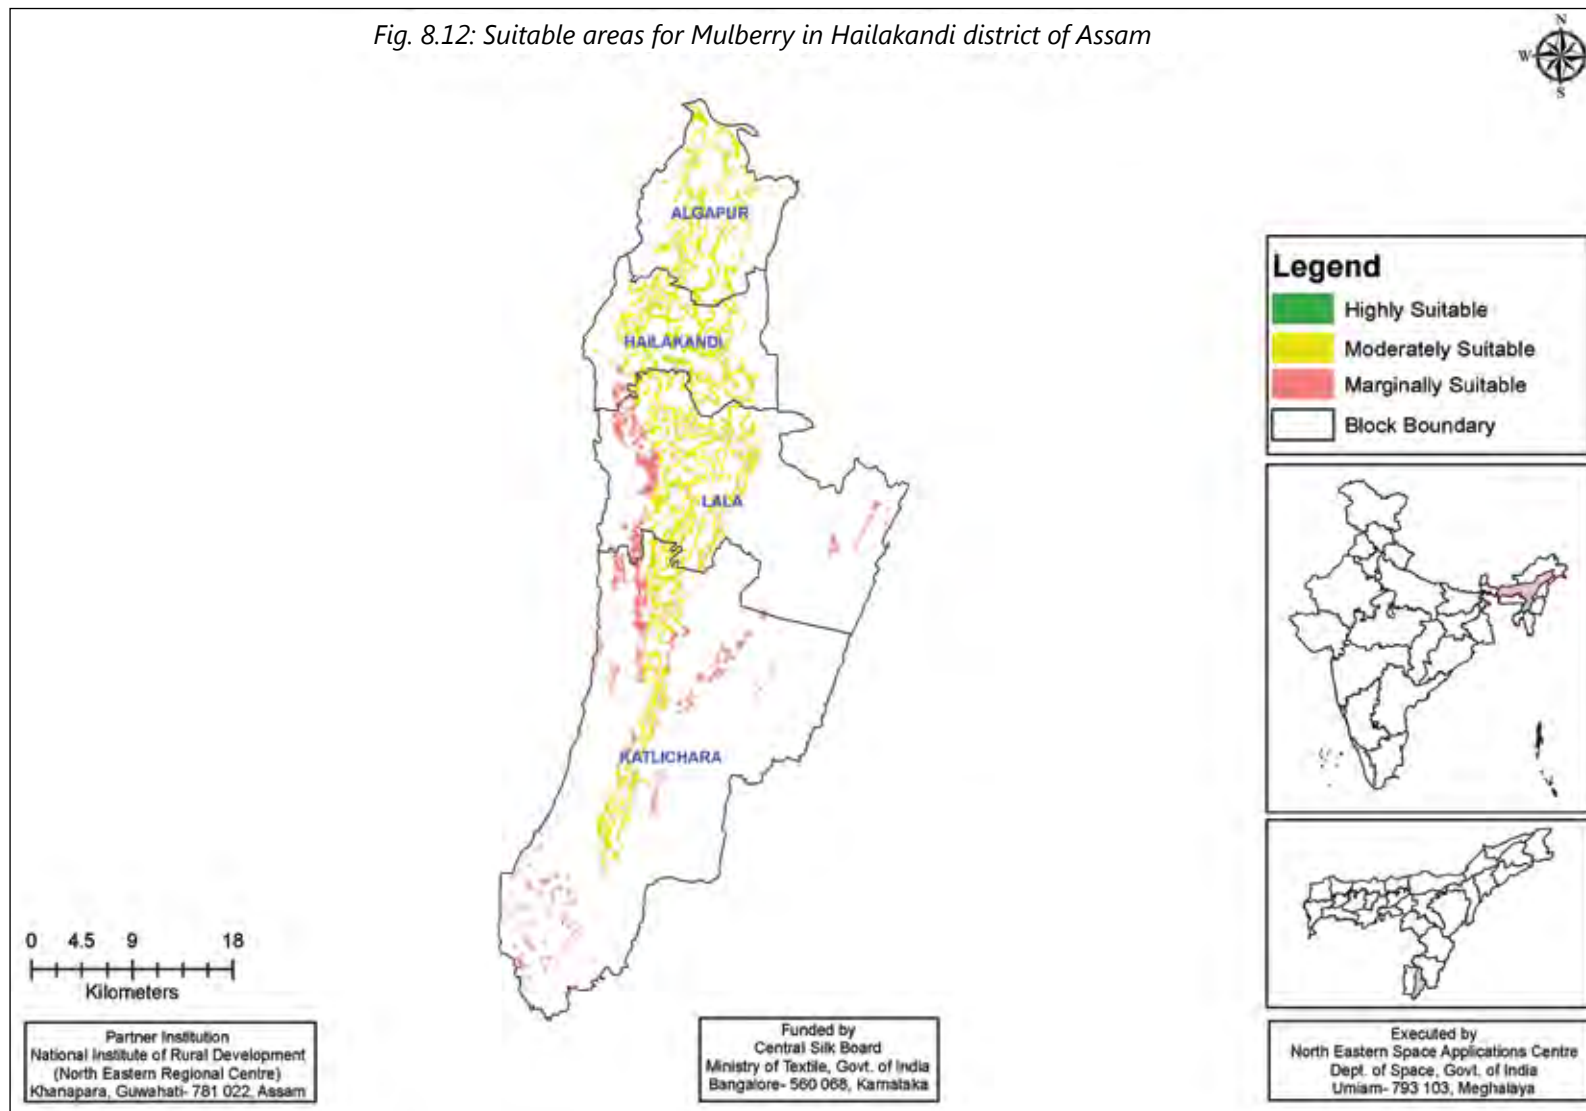 Fig. 8.12: Suitable areas for Mulberry in Hailakandi district of Assam
N
W
S
ALGAPUR
HAILAKANDI
LALA
KATLICHARA
Legend
Highly Suitable
Moderately Suitable
Marginally Suitable
Block Boundary
0 4.5 9 18
Kilometers
Partner Institution
National Institute of Rural Development
(North Eastern Regional Centre)
Khanapara, Guwahati- 781 022, Assam
Funded by
Central Silk Board
Ministry of Textile, Govt. of India
Bangalore- 560 068, Karnataka
Executed by
North Eastern Space Applications Centre
Dept. of Space, Govt. of India
Umiam- 793 103, Meghalaya